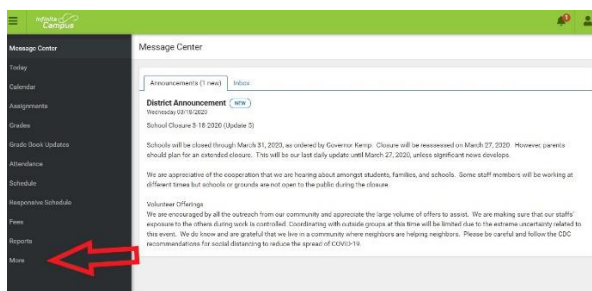 Infinite
Campus
Message Center
Message Center
Today
Calendar
Assignments
Grades
Grade Book Updates
Attendance
Schedule
Responsive Schedule
Fees
Reports
More
Announcements (1 new)
Inbox
District Announcement NEW
Wednesday 03/18/2020
School Closure 3-18-2020 (Update 5)
Schools will be closed through March 31, 2020, as ordered by Governor Kemp. Closure will be reassessed on March 27, 2020. However, parents
should plan for an extended closure. This will be our last daily update until March 27, 2020, unless significant news develops.
We are appreciative of the cooperation that we are hearing about amongst students, families, and schools. Some staff members will be working at
different times but schools or grounds are not open to the public during the closure.
Volunteer Offerings
We are encouraged by all the outreach from our community and appreciate the large volume of offers to assist. We are making sure that our staffs'
exposure to the others during work is controlled. Coordinating with outside groups at this time will be limited due to the extreme uncertainty related to
this event. We do know and are grateful that we live in a community where neighbors are helping neighbors. Please be careful and follow the CDC
recommendations for social distancing to reduce the spread of COVID-19.